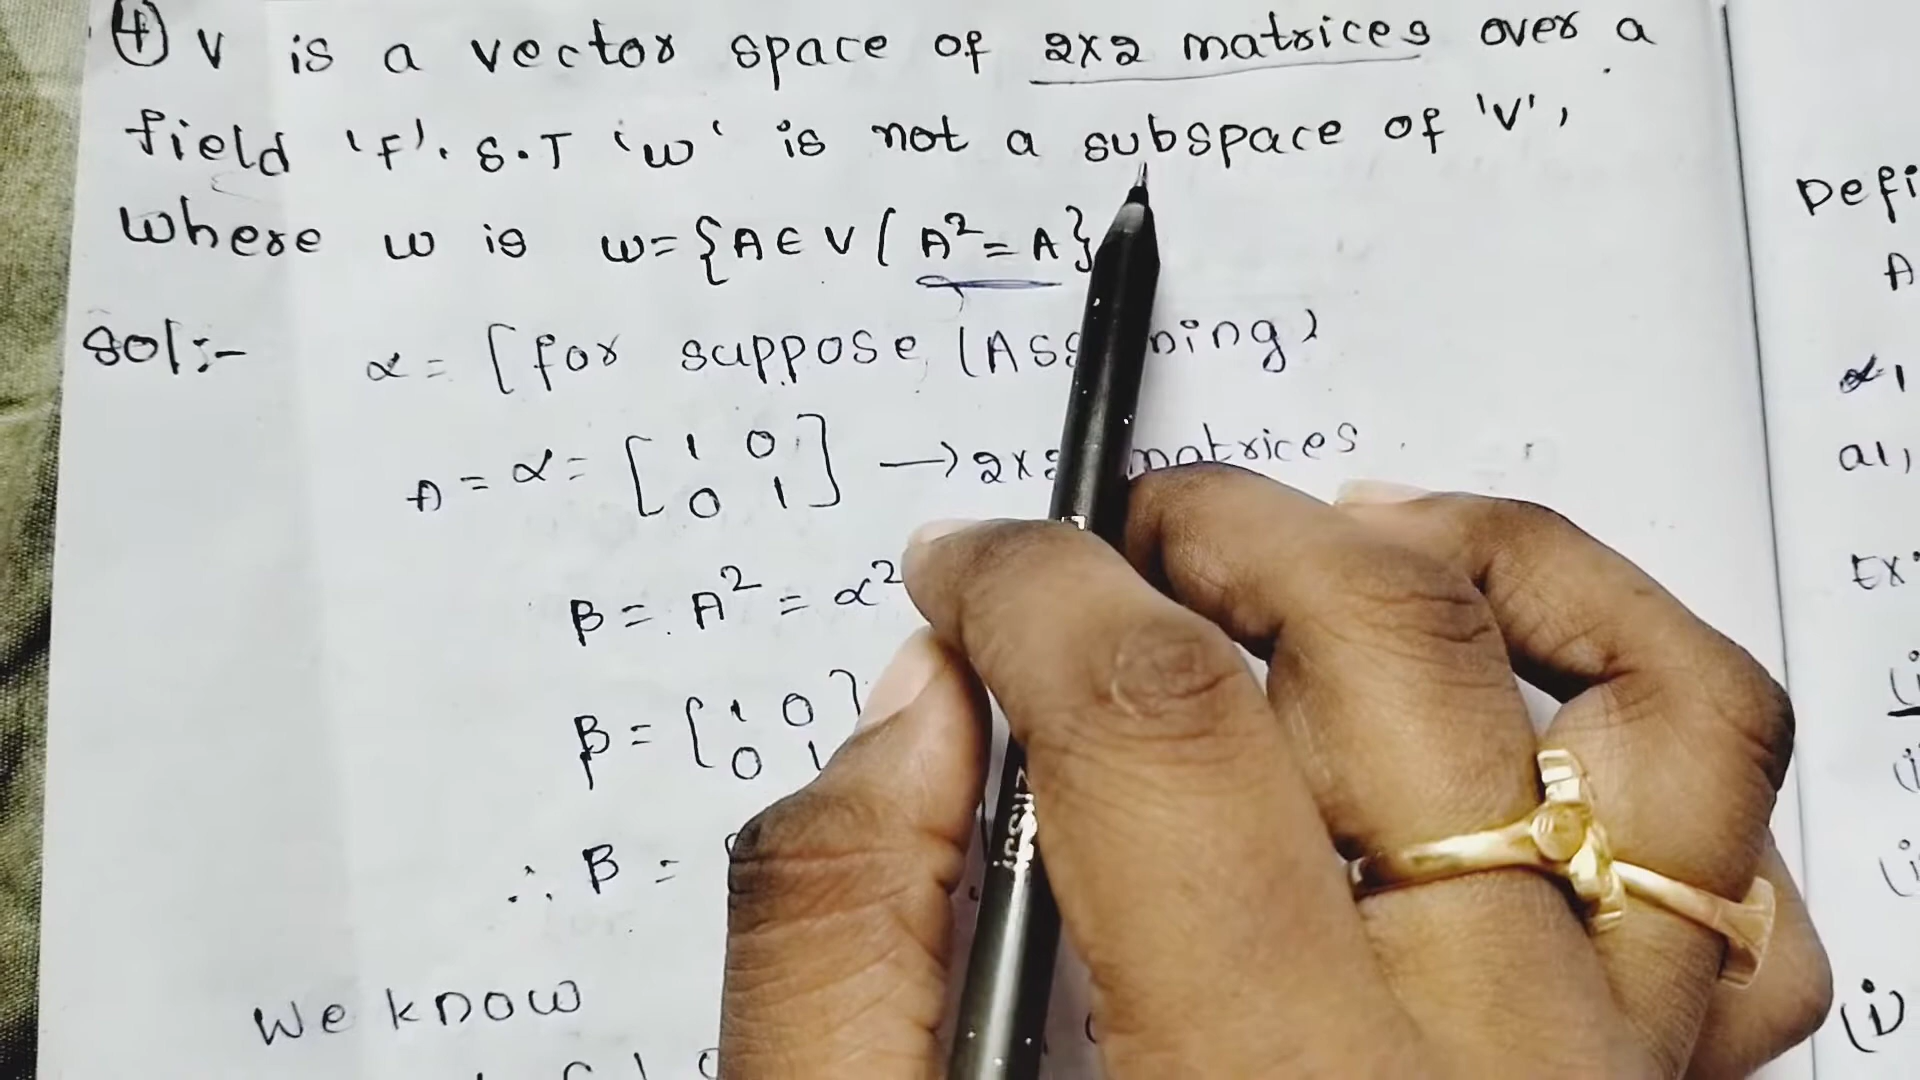 ④ V is a vector space of 2x2 matrices over a
field 'F'. S.T 'w' is not a subspace of 'V',
where w is w={A∈V/ A²=A}
Sol:- α= [for suppose (Ass ning)
A = α = [1 0
0 1] → 2x2 matrices.
β = A² = α²
β = [1 0
0 1]
∴ β =
We know
Defi
A
α1
a1,
Ex:
(i)